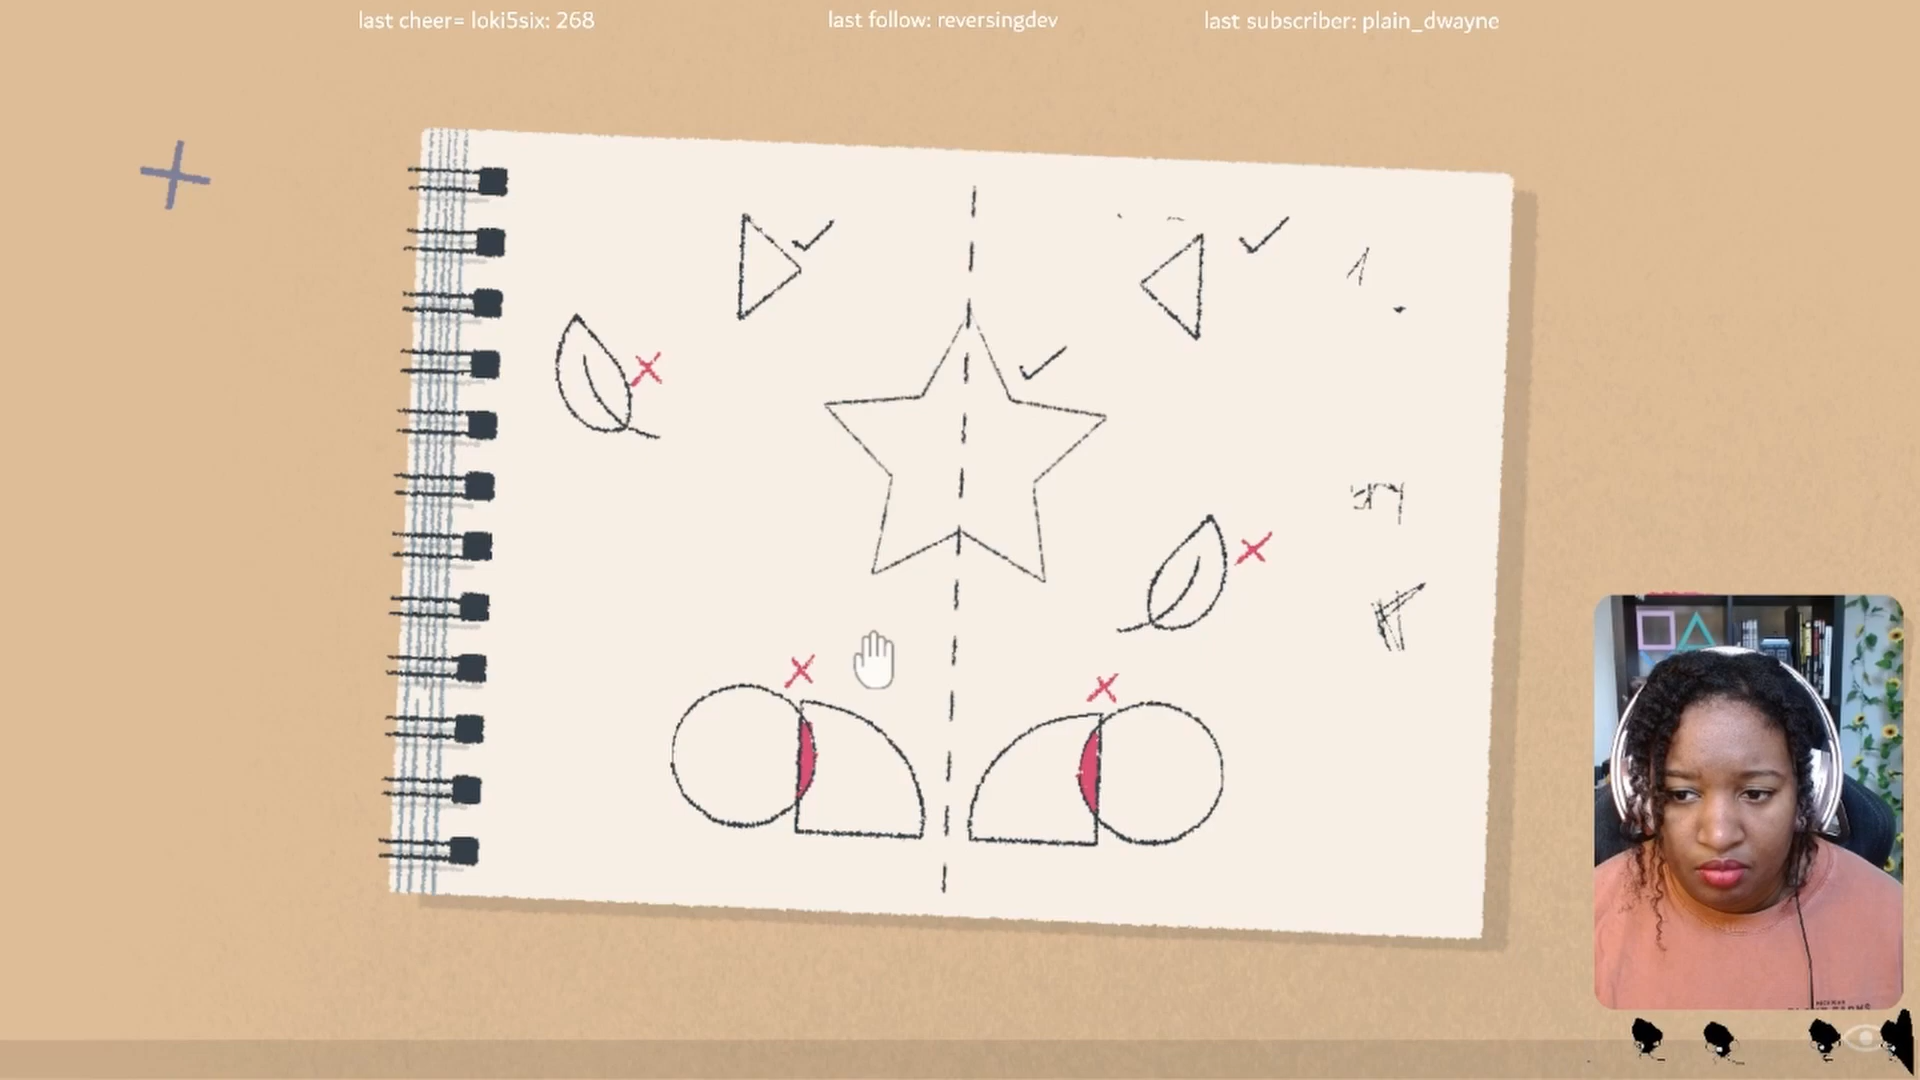 last cheer= loki5six: 268
last follow: reversingdev
last subscriber: plain_dwayne